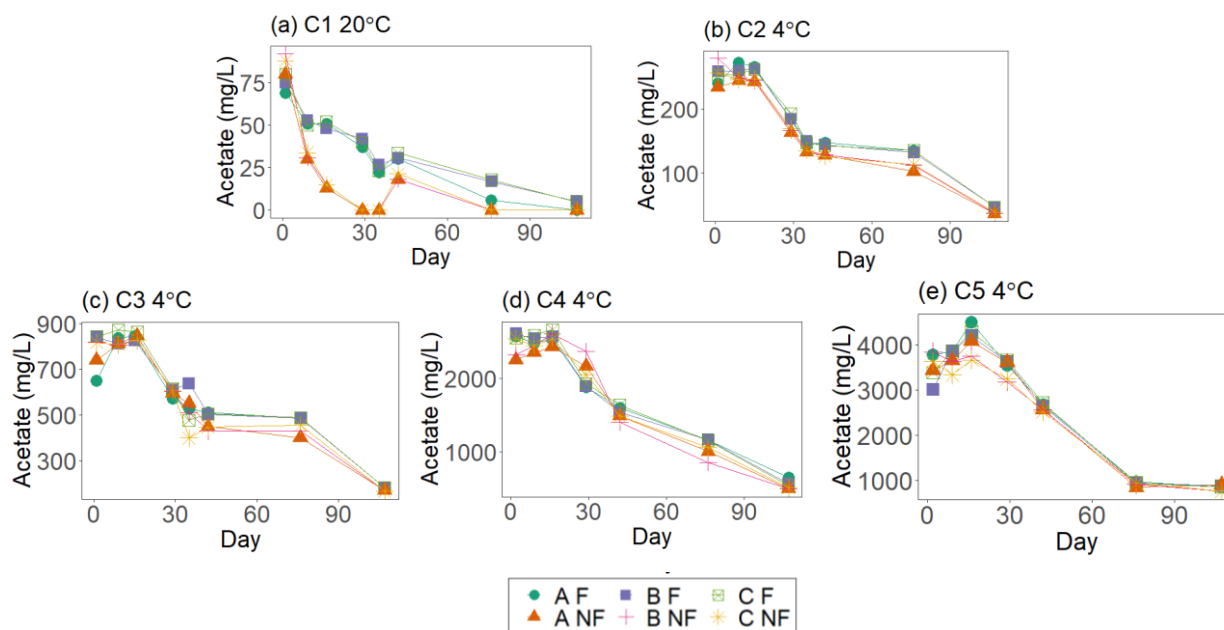 (a) C1 20°C
Acetate (mg/L)
75
50
25
0
0 30 60 90
Day
(b) C2 4°C
Acetate (mg/L)
200
100
0 30 60 90
Day
(c) C3 4°C
Acetate (mg/L)
900
700
500
300
0 30 60 90
Day
(d) C4 4°C
Acetate (mg/L)
2000
1000
0 30 60 90
Day
(e) C5 4°C
Acetate (mg/L)
4000
3000
2000
1000
0 30 60 90
Day
A F B F C F
A NF B NF C NF